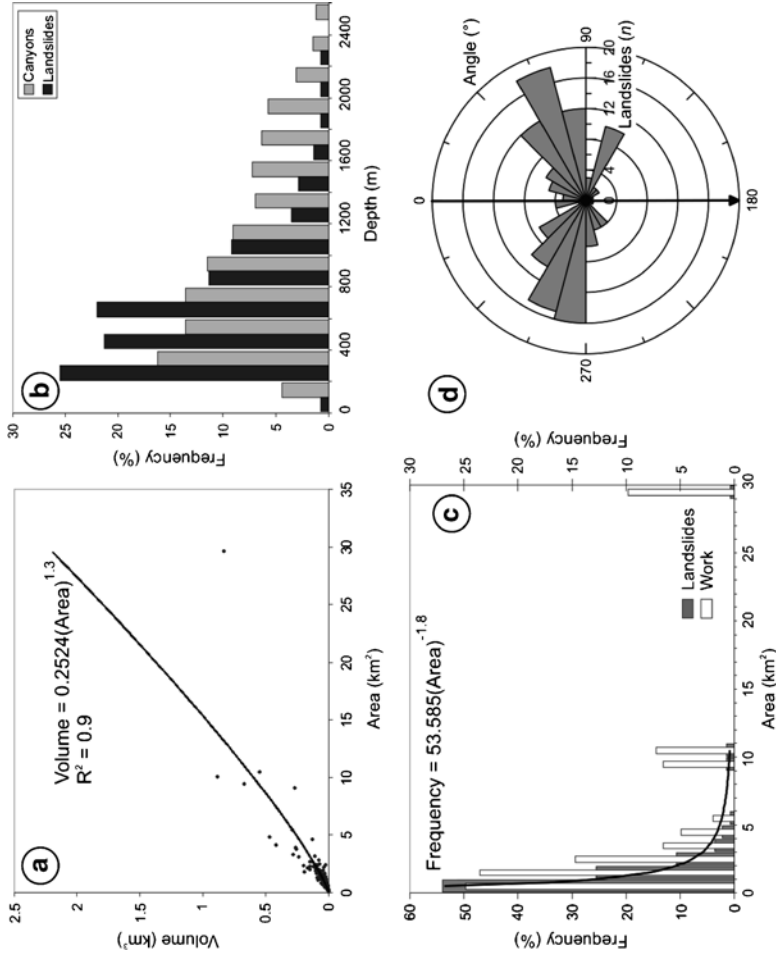 a
Volume = 0.2524(Area)^1.3
R² = 0.9
Volume (km³)
2.5
2
1.5
1
0.5
0
0 5 10 15 20 25 30 35
Area (km²)
b
Canyons
Landslides
Frequency (%)
30
25
20
15
10
5
0
0 400 800 1200 1600 2000 2400
Depth (m)
c
Frequency = 53.585(Area)^-1.8
Landslides
Work
Frequency (%)
60
50
40
30
20
10
0
0 5 10 15 20 25 30
Area (km²)
Frequency (%)
30
25
20
15
10
5
0
d
0
90
180
270
Angle (°)
Landslides (n)
0 4 8 12 16 20